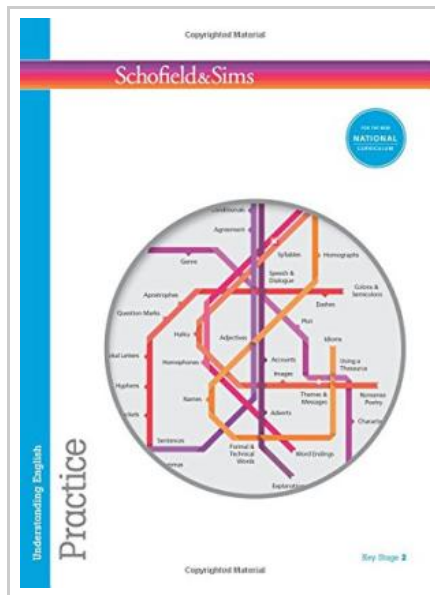 Copyrighted Material
Schofield&Sims
FOR THE NEW
NATIONAL
CURRICULUM
Conditionals
Agreement
Genre
Syllables
Homographs
Speech &
Dialogue
Colons &
Semicolons
Apostrophes
Dashes
Question Marks
Plot
Haiku
Adjectives
Idioms
Homophones
Accounts
Using a
Thesaurus
Images
Hyphens
Names
Themes &
Messages
Nonsense
Poetry
Adverts
Sentences
Formal &
Technical
Words
Word Endings
Understanding English
Practice
Key Stage 2
Copyrighted Material